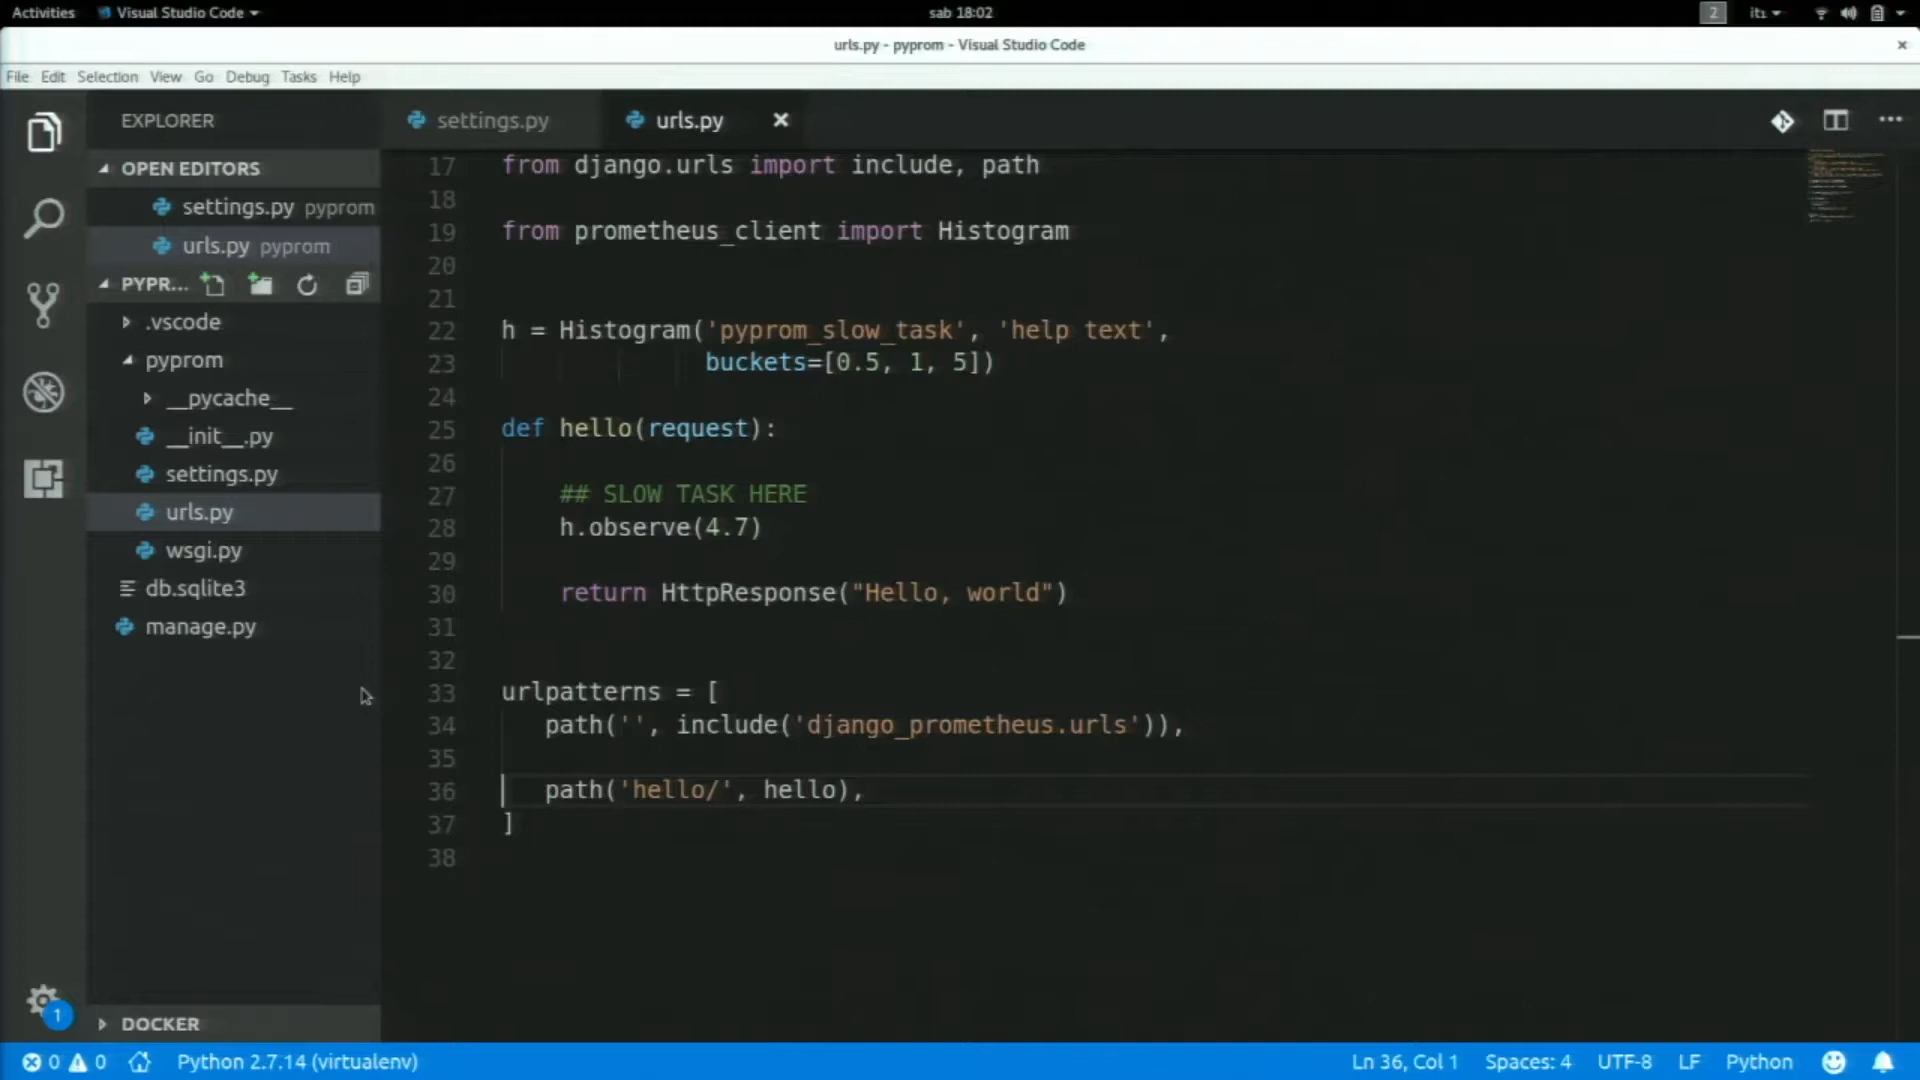 Activities Visual Studio Code sab 18:02 2 it₁
urls.py - pyprom - Visual Studio Code
File Edit Selection View Go Debug Tasks Help
EXPLORER
settings.py urls.py
OPEN EDITORS
settings.py pyprom
urls.py pyprom
PYPR...
.vscode
pyprom
__pycache__
__init__.py
settings.py
urls.py
wsgi.py
db.sqlite3
manage.py
DOCKER
1
17 from django.urls import include, path
18
19 from prometheus_client import Histogram
20
21
22 h = Histogram('pyprom_slow_task', 'help text',
23 buckets=[0.5, 1, 5])
24
25 def hello(request):
26
27 ## SLOW TASK HERE
28 h.observe(4.7)
29
30 return HttpResponse("Hello, world")
31
32
33 urlpatterns = [
34 path('', include('django_prometheus.urls')),
35
36 path('hello/', hello),
37 ]
38
0 0 Python 2.7.14 (virtualenv) Ln 36, Col 1 Spaces: 4 UTF-8 LF Python